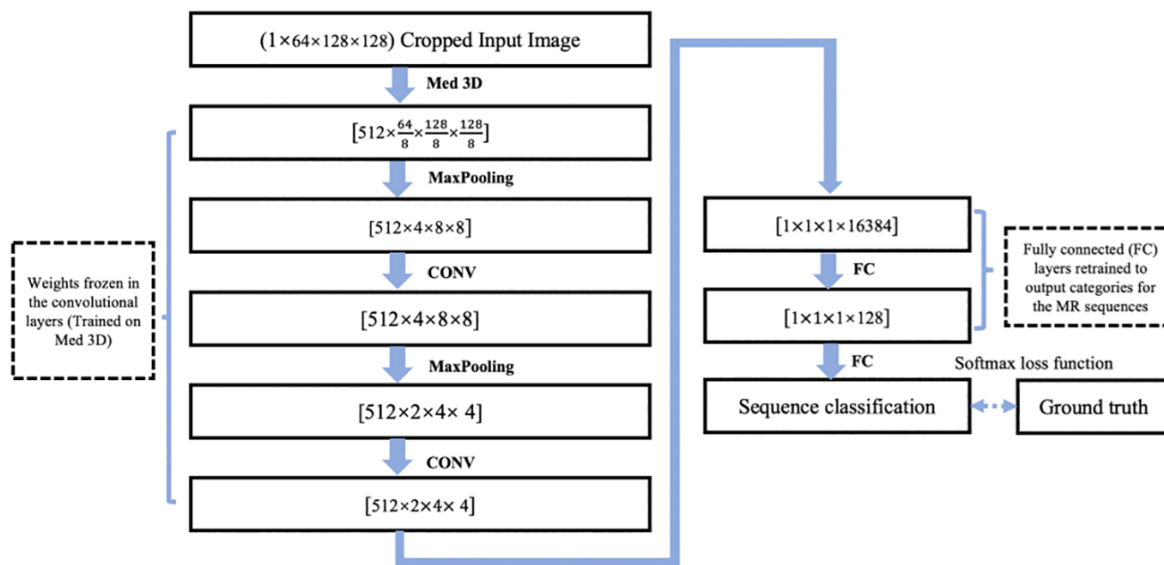 (1×64×128×128) Cropped Input Image
Med 3D
[512×64/8×128/8×128/8]
MaxPooling
[512×4×8×8]
CONV
[512×4×8×8]
MaxPooling
[512×2×4× 4]
CONV
[512×2×4× 4]
Weights frozen in
the convolutional
layers (Trained on
Med 3D)
[1×1×1×16384]
FC
[1×1×1×128]
FC
Sequence classification
Fully connected (FC)
layers retrained to
output categories for
the MR sequences
Softmax loss function
Ground truth